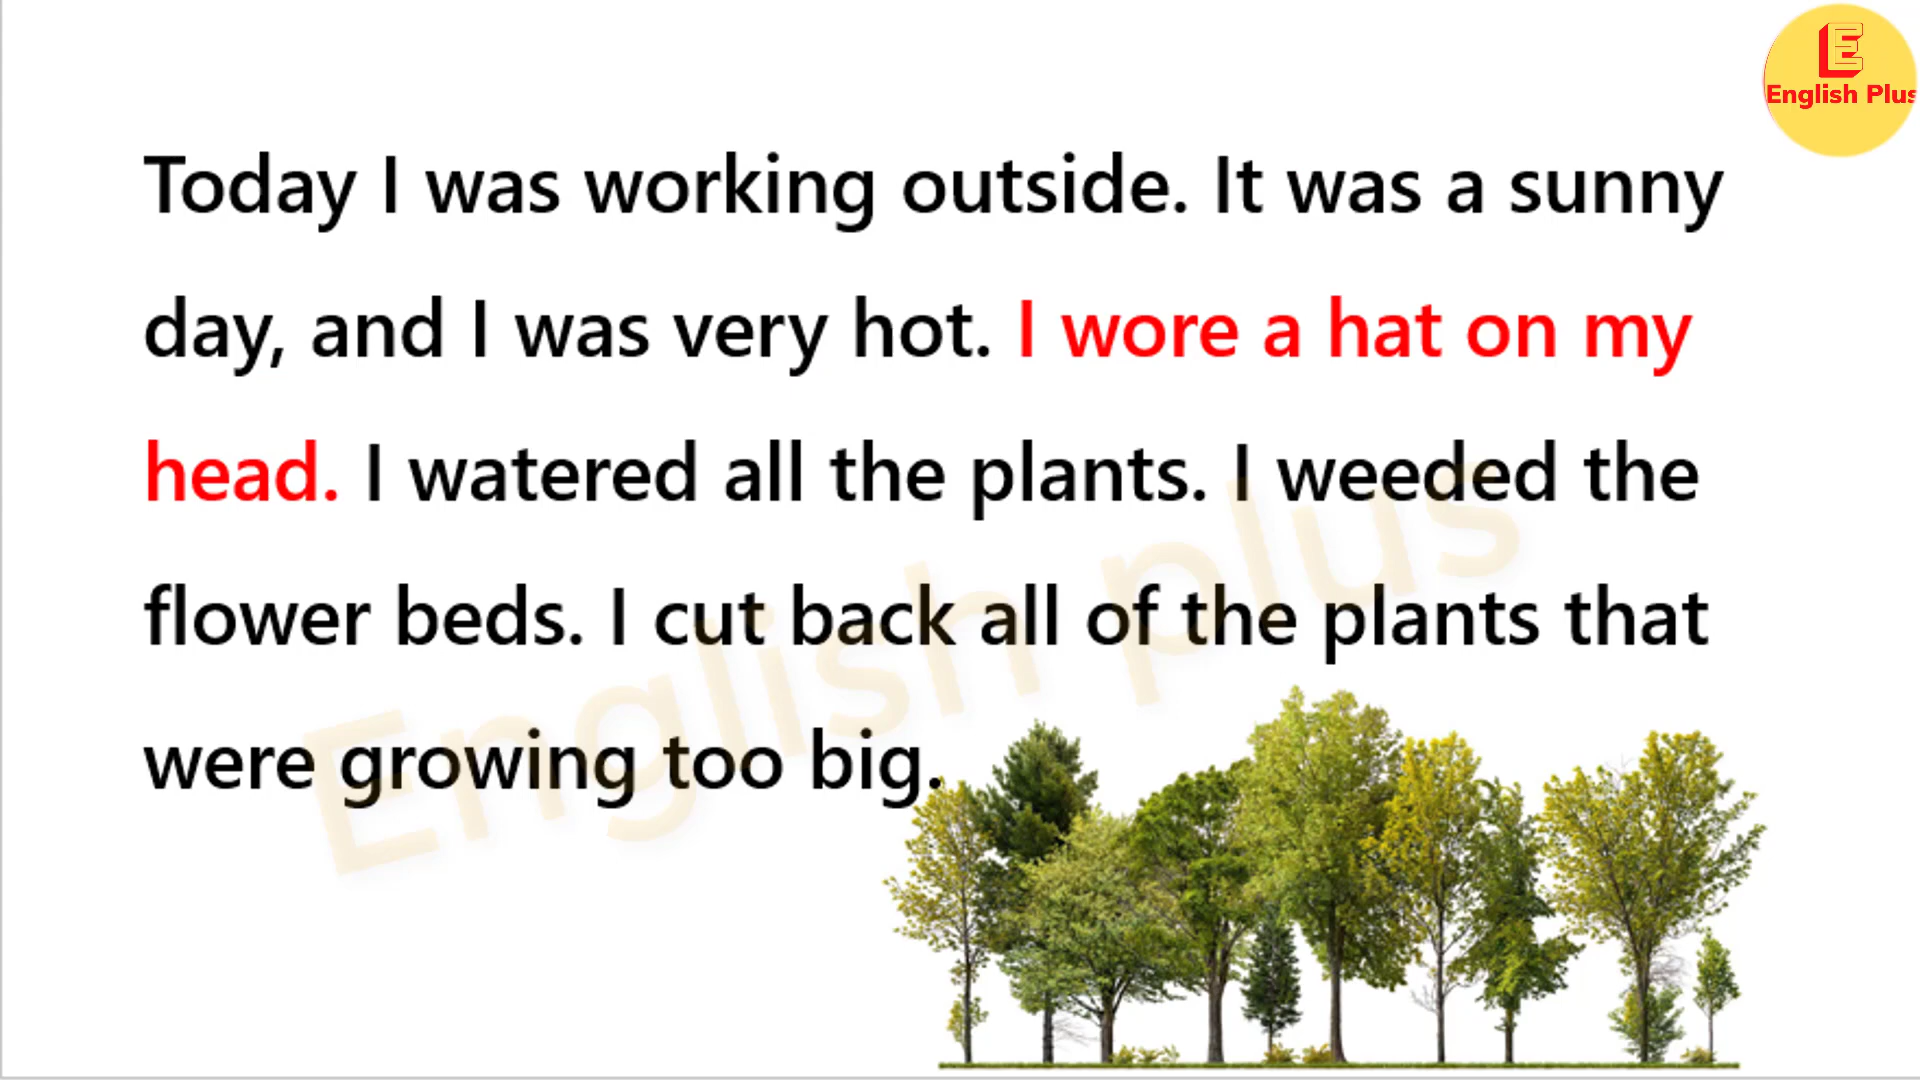 E
English Plus
Today I was working outside. It was a sunny
day, and I was very hot. I wore a hat on my
head. I watered all the plants. I weeded the
flower beds. I cut back all of the plants that
were growing too big.
English plus